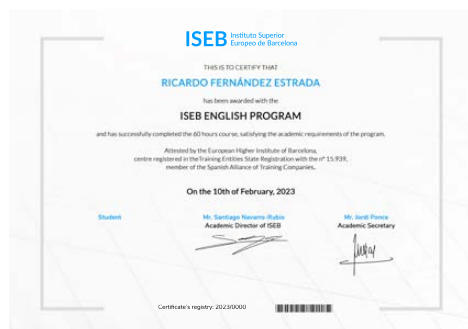 ISEB Instituto Superior
Europeo de Barcelona
THIS IS TO CERTIFY THAT
RICARDO FERNÁNDEZ ESTRADA
has been awarded with the
ISEB ENGLISH PROGRAM
and has successfully completed the 60 hours course, satisfying the academic requirements of the program.
Attested by the European Higher Institute of Barcelona,
centre registered in the Training Entities State Registration with the nº 15.939,
member of the Spanish Alliance of Training Companies.
On the 10th of February, 2023
Student
Mr. Santiago Navarro-Rubio
Mr. Jordi Ponce
Academic Director of ISEB
Academic Secretary
Certificate's registry: 2023/0000